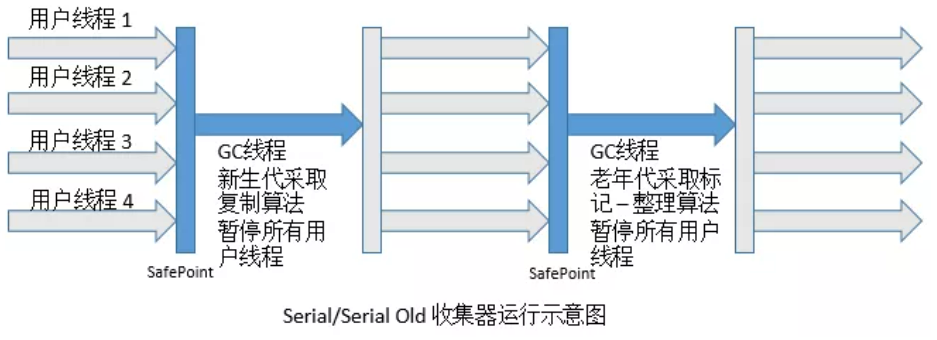 用户线程 1
用户线程 2
用户线程 3
用户线程 4
GC线程
新生代采取
复制算法
暂停所有用
户线程
SafePoint
GC线程
老年代采取标
记 – 整理算法
暂停所有用户
线程
SafePoint
Serial/Serial Old 收集器运行示意图